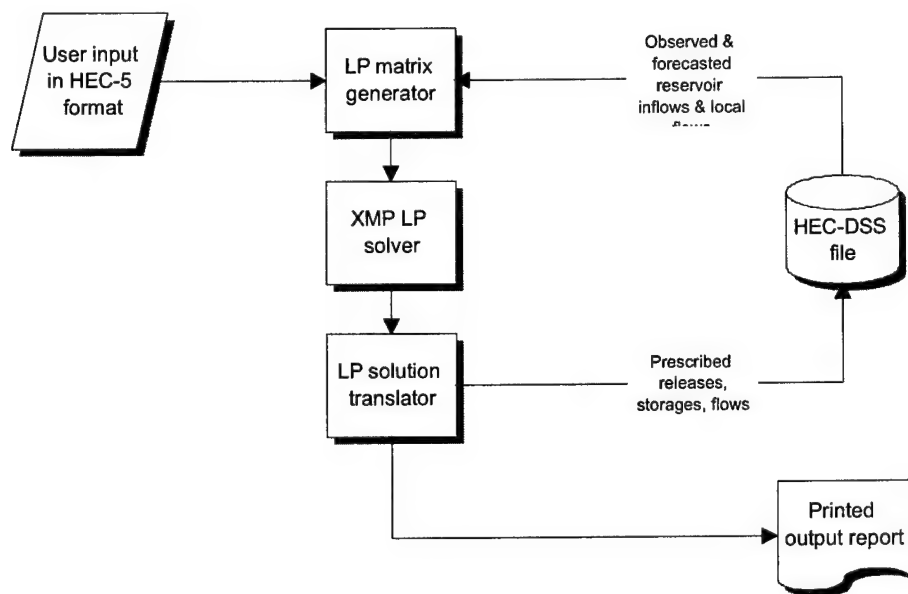 User input
in HEC-5
format
LP matrix
generator
Observed &
forecasted
reservoir
inflows & local
flows
XMP LP
solver
HEC-DSS
file
LP solution
translator
Prescribed
releases,
storages, flows
Printed
output report